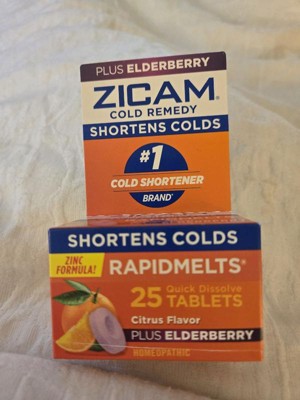 PLUS ELDERBERRY
ZICAM®
COLD REMEDY
SHORTENS COLDS
#1
COLD SHORTENER
BRAND*
SHORTENS COLDS
ZINC
FORMULA!
RAPIDMELTS®
25 Quick Dissolve
TABLETS
Citrus Flavor
PLUS ELDERBERRY
HOMEOPATHIC